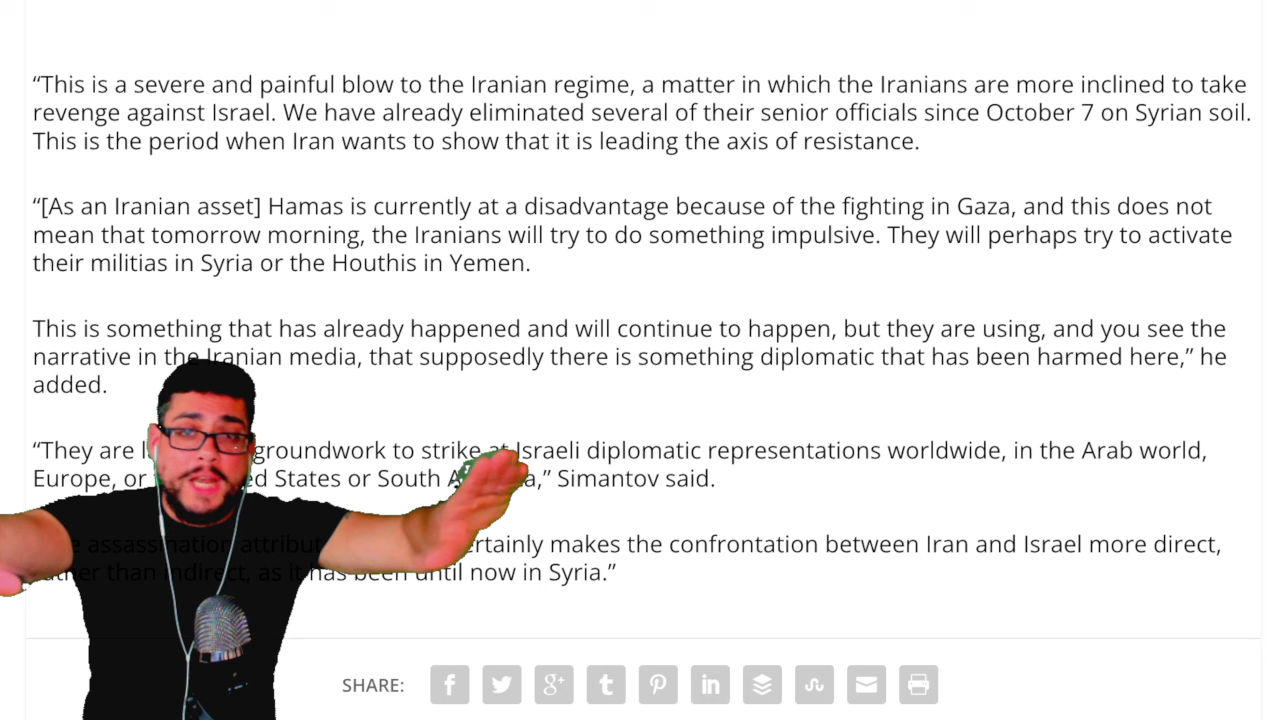 “This is a severe and painful blow to the Iranian regime, a matter in which the Iranians are more inclined to take
revenge against Israel. We have already eliminated several of their senior officials since October 7 on Syrian soil.
This is the period when Iran wants to show that it is leading the axis of resistance.
“[As an Iranian asset] Hamas is currently at a disadvantage because of the fighting in Gaza, and this does not
mean that tomorrow morning, the Iranians will try to do something impulsive. They will perhaps try to activate
their militias in Syria or the Houthis in Yemen.
This is something that has already happened and will continue to happen, but they are using, and you see the
narrative in the Iranian media, that supposedly there is something diplomatic that has been harmed here,” he
added.
“They are groundwork to strike at Israeli diplomatic representations worldwide, in the Arab world,
Europe, or States or South Simantov said.
assassination makes the confrontation between Iran and Israel more direct,
than indirect, as it has been until now in Syria.”
SHARE: